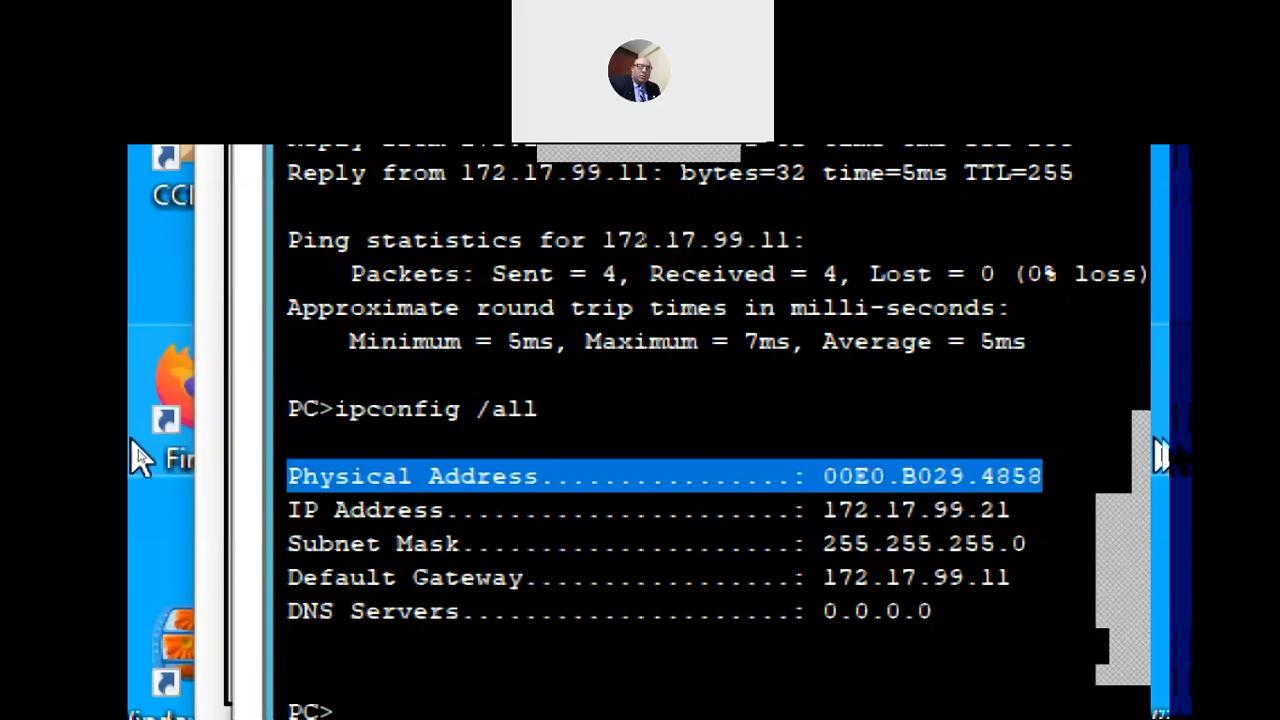 CCI
Reply from 172.17.99.11: bytes=32 time=5ms TTL=255
Ping statistics for 172.17.99.11:
Packets: Sent = 4, Received = 4, Lost = 0 (0% loss)
Approximate round trip times in milli-seconds:
Minimum = 5ms, Maximum = 7ms, Average = 5ms
PC>ipconfig /all
Physical Address................: 00E0.B029.4858
IP Address......................: 172.17.99.21
Subnet Mask.....................: 255.255.255.0
Default Gateway.................: 172.17.99.11
DNS Servers.....................: 0.0.0.0
PC>